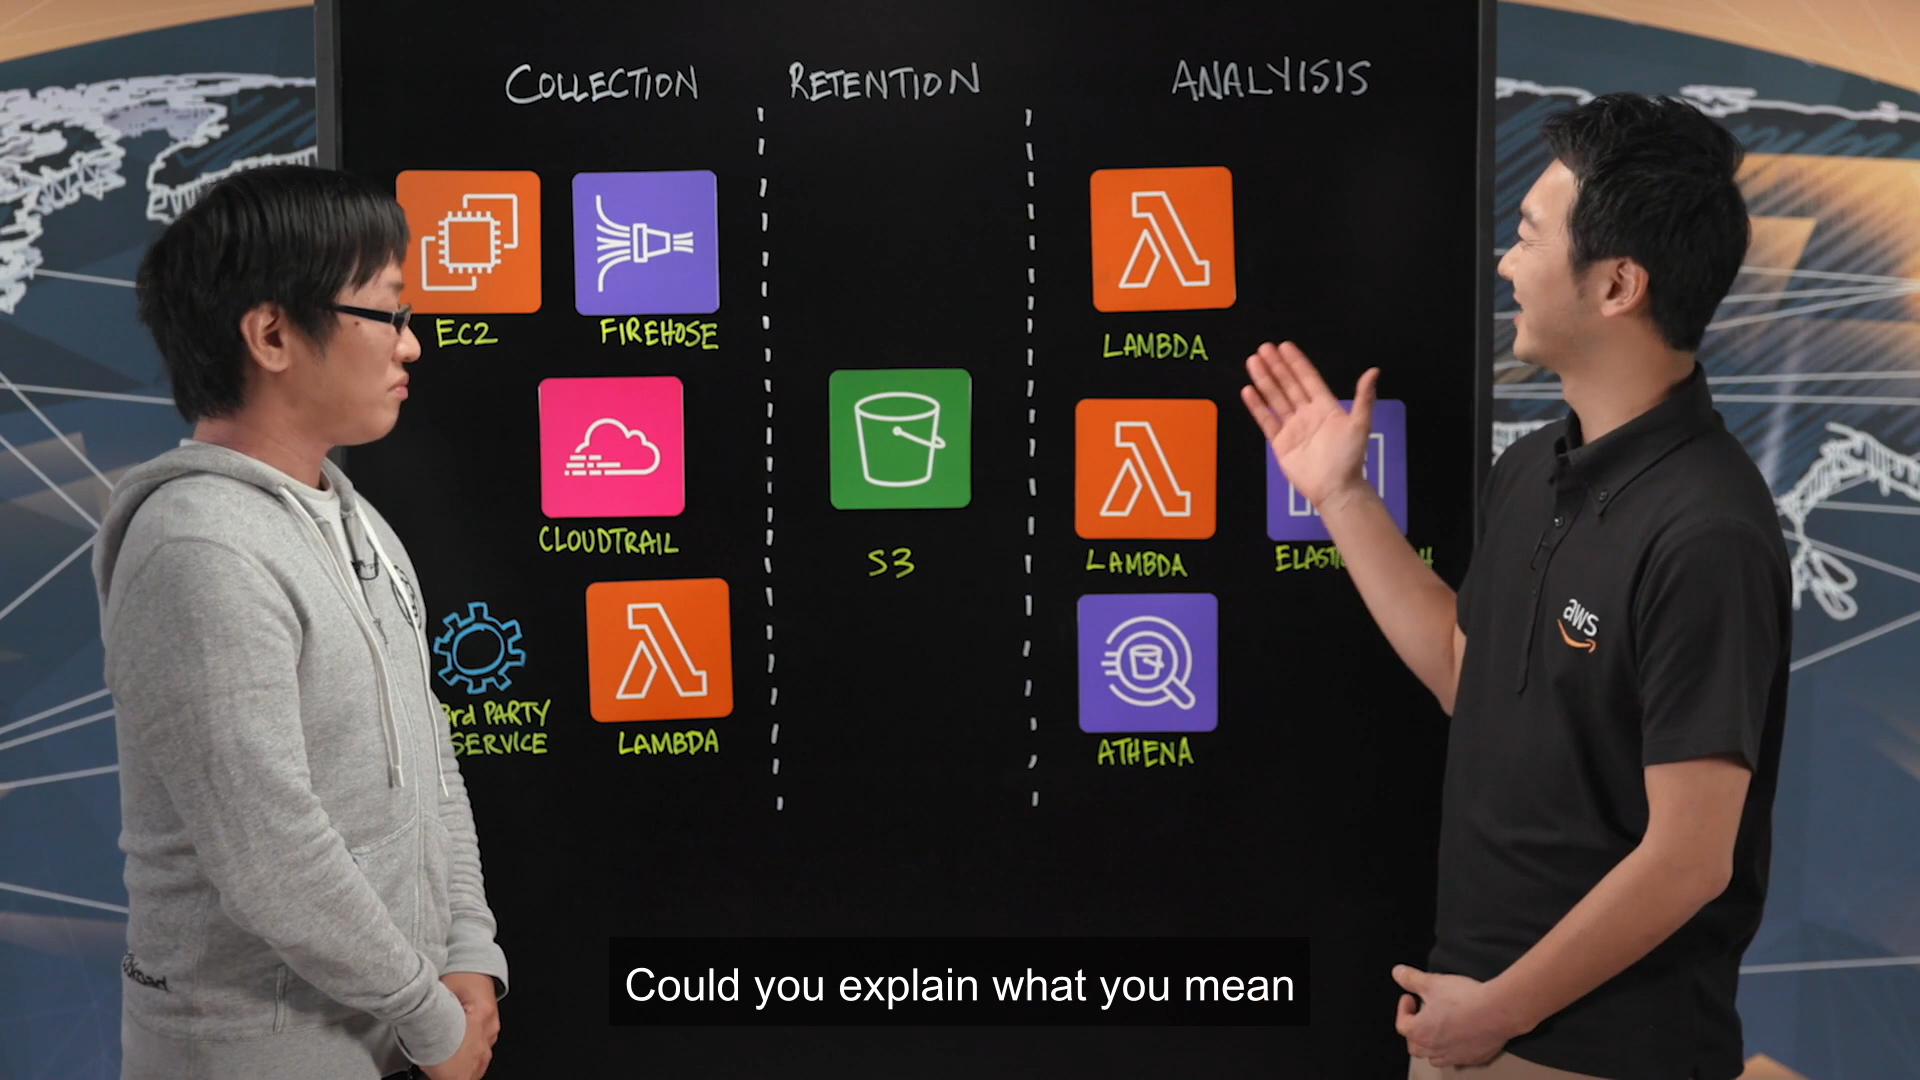 COLLECTION
RETENTION
ANALYISIS
EC2
FIREHOSE
LAMBDA
CLOUDTRAIL
S3
LAMBDA
3rd PARTY
SERVICE
LAMBDA
ATHENA
aws
Could you explain what you mean